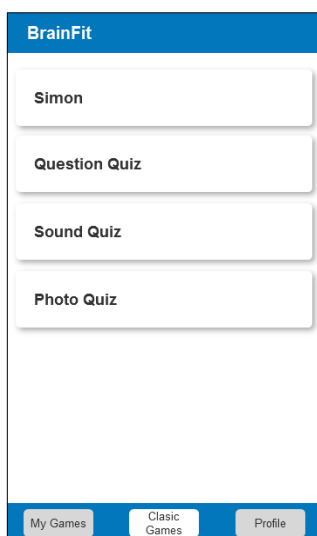 BrainFit
Simon
Question Quiz
Sound Quiz
Photo Quiz
My Games
Clasic
Games
Profile